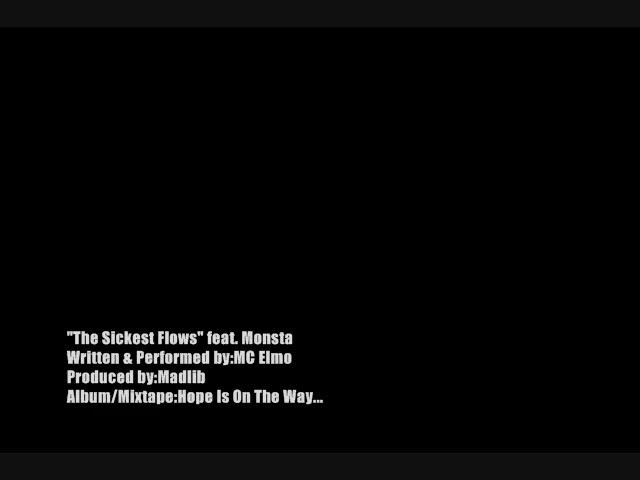 "The Sickest Flows" feat. Monsta
Written & Performed by:MC Elmo
Produced by:Madlib
Album/Mixtape:Hope Is On The Way...